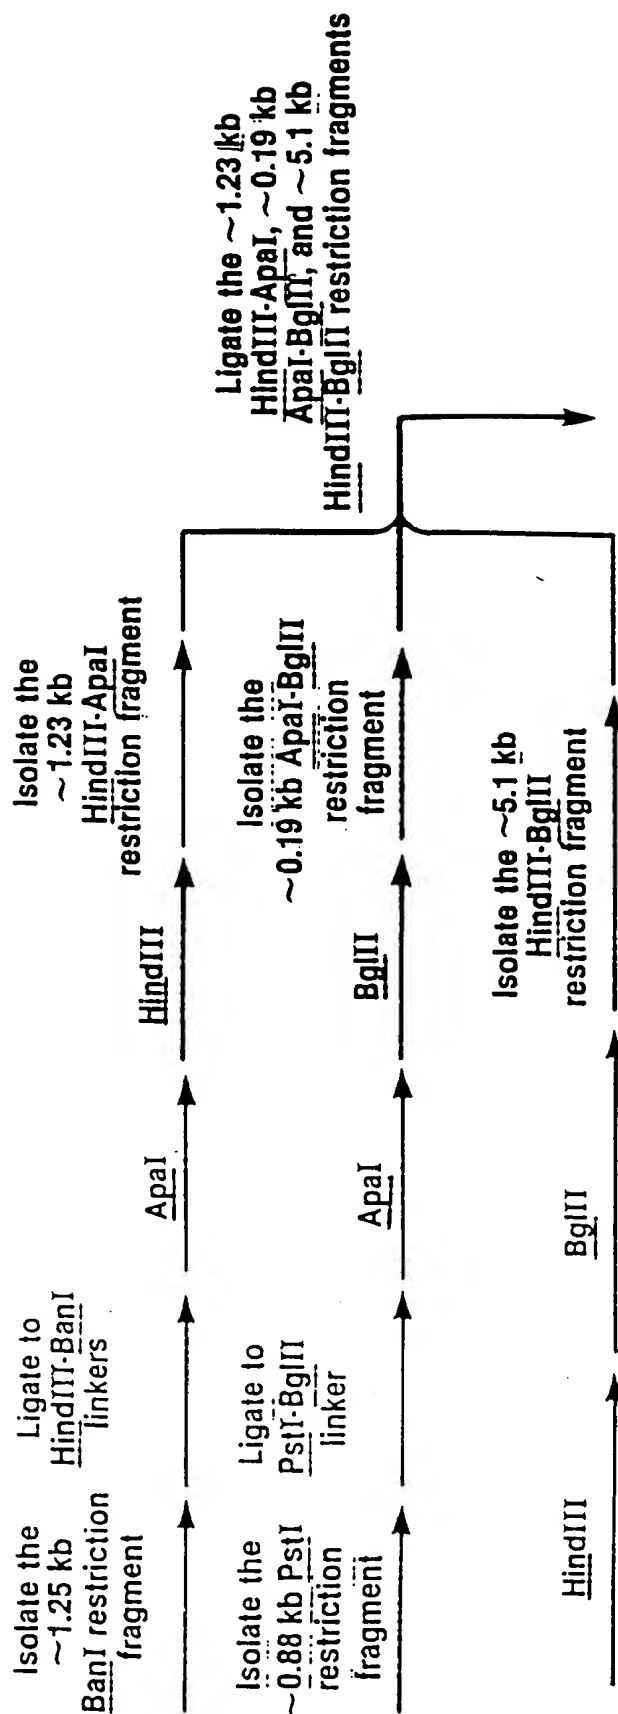 Isolate the
~1.25 kb
BanI restriction
fragment
Ligate to
HindIII-BanI
linkers
ApaI
HindIII
Isolate the
~1.23 kb
HindIII-ApaI
restriction fragment
Isolate the
~0.88 kb PstI
restriction
fragment
Ligate to
PstI-BglII
linker
ApaI
BglII
Isolate the
~0.19 kb ApaI-BglII
restriction
fragment
HindIII
BglII
Isolate the ~5.1 kb
HindIII-BglII
restriction fragment
Ligate the ~1.23 kb
HindIII-ApaI, ~0.19 kb
ApaI-BglII, and ~5.1 kb
HindIII-BglII restriction fragments